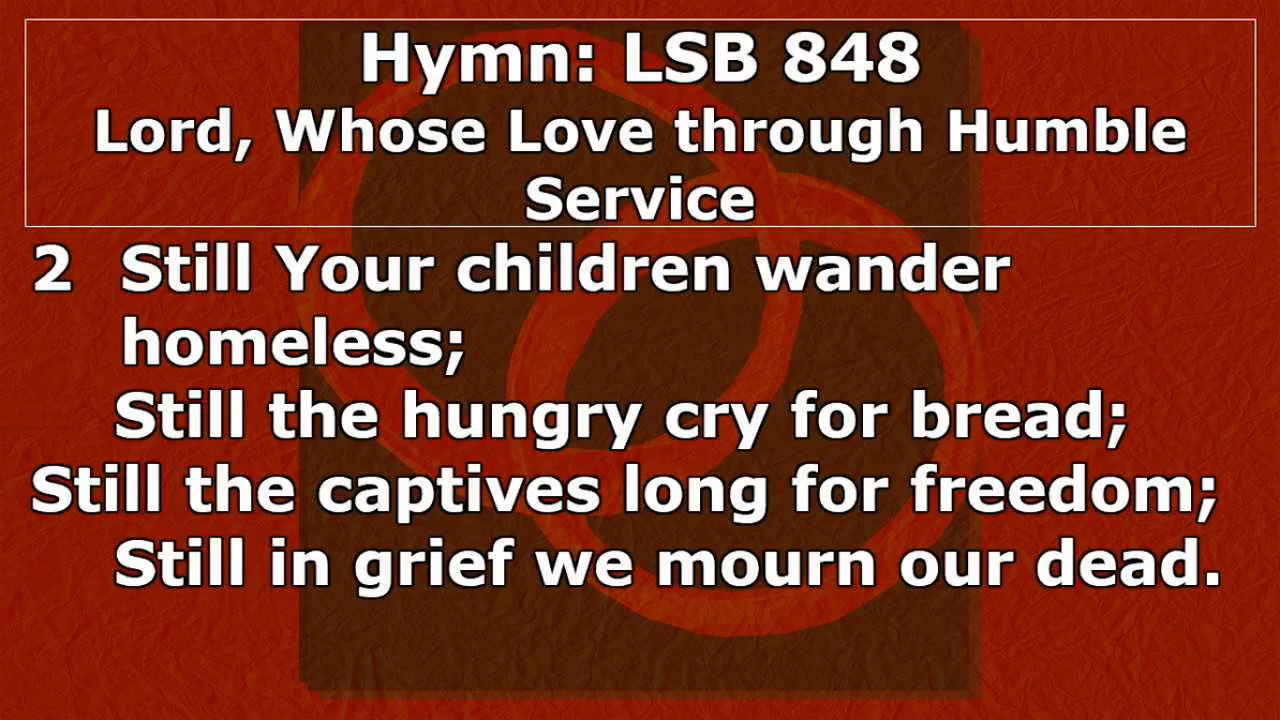 Hymn: LSB 848
Lord, Whose Love through Humble
Service
2 Still Your children wander
homeless;
Still the hungry cry for bread;
Still the captives long for freedom;
Still in grief we mourn our dead.